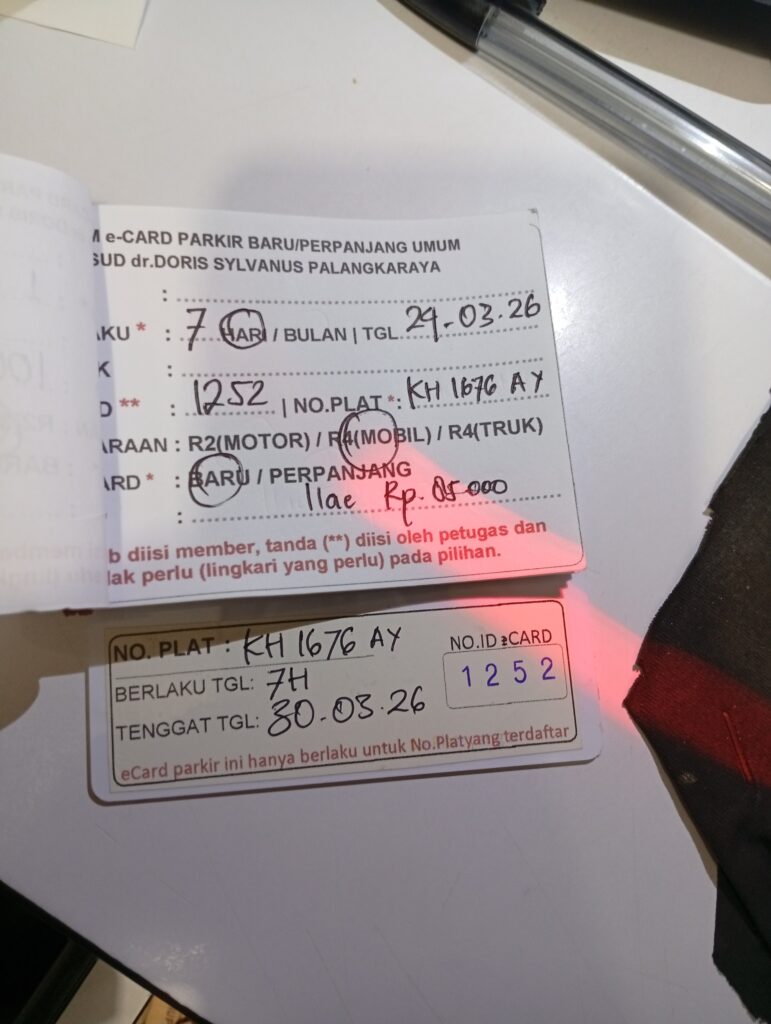 M e-CARD PARKIR BARU/PERPANJANG UMUM
SUD dr.DORIS SYLVANUS PALANGKARAYA
:
AKU * : 7 HARI / BULAN | TGL. 24-03.26
K :
D ** : 1252 | NO.PLAT *: KH 1676 AY
ARAAN : R2(MOTOR) / R4(MOBIL) / R4(TRUK)
ARD * : BARU / PERPANJANG
: Rp.
b diisi member, tanda (**) diisi oleh petugas dan
lak perlu (lingkari yang perlu) pada pilihan.
NO. PLAT : KH 1676 AY
NO.ID eCARD
1252
BERLAKU TGL: 7H
TENGGAT TGL: 30.03.26
eCard parkir ini hanya berlaku untuk No.Platyang terdaftar